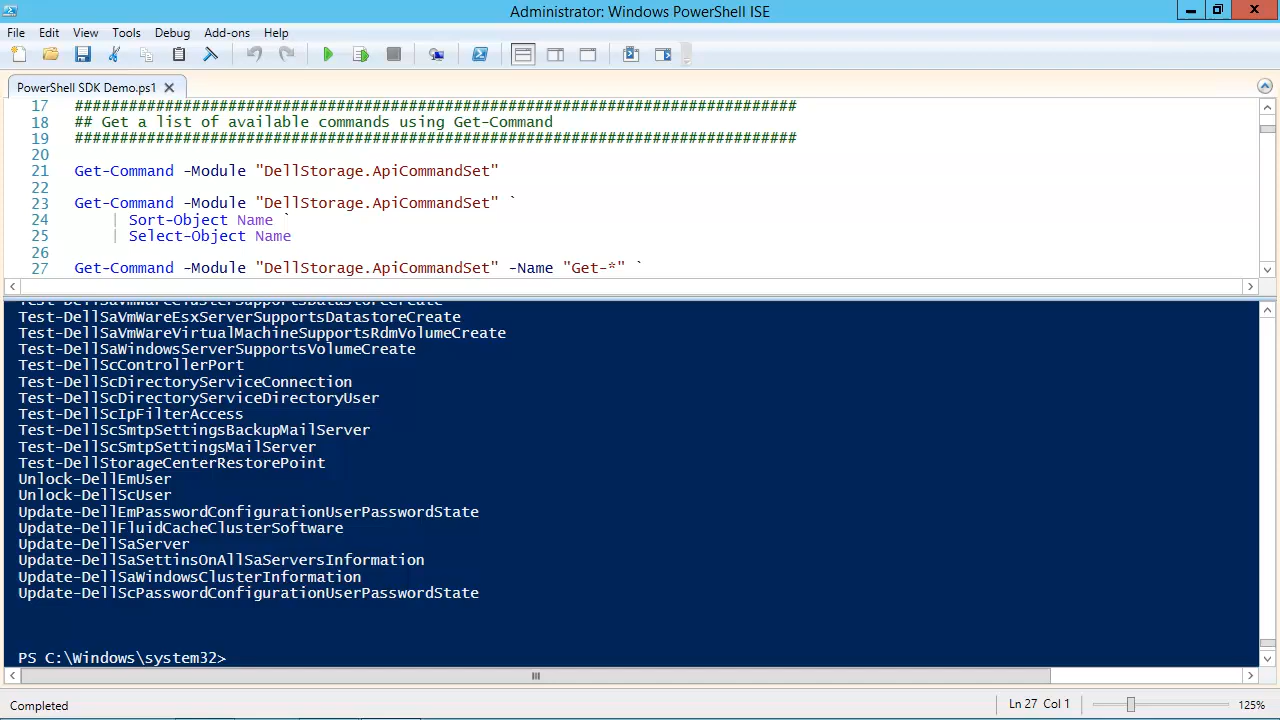 Administrator: Windows PowerShell ISE
File Edit View Tools Debug Add-ons Help
PowerShell SDK Demo.ps1
17 ################################################################################
18 ## Get a list of available commands using Get-Command
19 ################################################################################
20
21 Get-Command -Module "DellStorage.ApiCommandSet"
22
23 Get-Command -Module "DellStorage.ApiCommandSet" `
24 | Sort-Object Name `
25 | Select-Object Name
26
27 Get-Command -Module "DellStorage.ApiCommandSet" -Name "Get-*" `
Test-DellSaVmWareClusterSupportsDatastoreCreate
Test-DellSaVmWareEsxServerSupportsDatastoreCreate
Test-DellSaVmWareVirtualMachineSupportsRdmVolumeCreate
Test-DellSaWindowsServerSupportsVolumeCreate
Test-DellScControllerPort
Test-DellScDirectoryServiceConnection
Test-DellScDirectoryServiceDirectoryUser
Test-DellScIpFilterAccess
Test-DellScSmtpSettingsBackupMailServer
Test-DellScSmtpSettingsMailServer
Test-DellStorageCenterRestorePoint
Unlock-DellEmUser
Unlock-DellScUser
Update-DellEmPasswordConfigurationUserPasswordState
Update-DellFluidCacheClusterSoftware
Update-DellSaServer
Update-DellSaSettinsOnAllSaServersInformation
Update-DellSaWindowsClusterInformation
Update-DellScPasswordConfigurationUserPasswordState
PS C:\Windows\system32>
Completed Ln 27 Col 1 125%